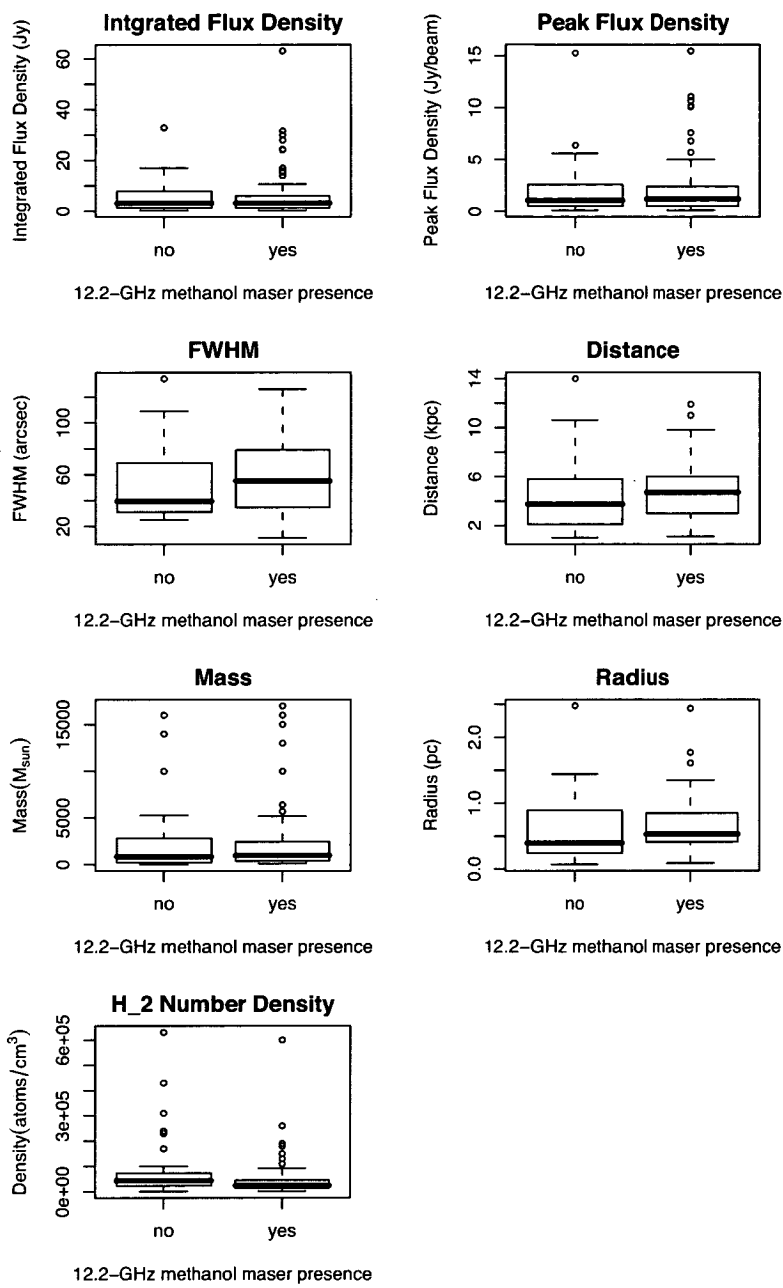 Intgrated Flux Density
Integrated Flux Density (Jy)
60
40
20
0
no yes
12.2−GHz methanol maser presence
Peak Flux Density
Peak Flux Density (Jy/beam)
15
10
5
0
no yes
12.2−GHz methanol maser presence
FWHM
FWHM (arcsec)
100
60
20
no yes
12.2−GHz methanol maser presence
Distance
Distance (kpc)
14
10
6
2
no yes
12.2−GHz methanol maser presence
Mass
Mass(Msun)
15000
5000
0
no yes
12.2−GHz methanol maser presence
Radius
Radius (pc)
2.0
1.0
0.0
no yes
12.2−GHz methanol maser presence
H_2 Number Density
Density(atoms/cm³)
6e+05
3e+05
0e+00
no yes
12.2−GHz methanol maser presence